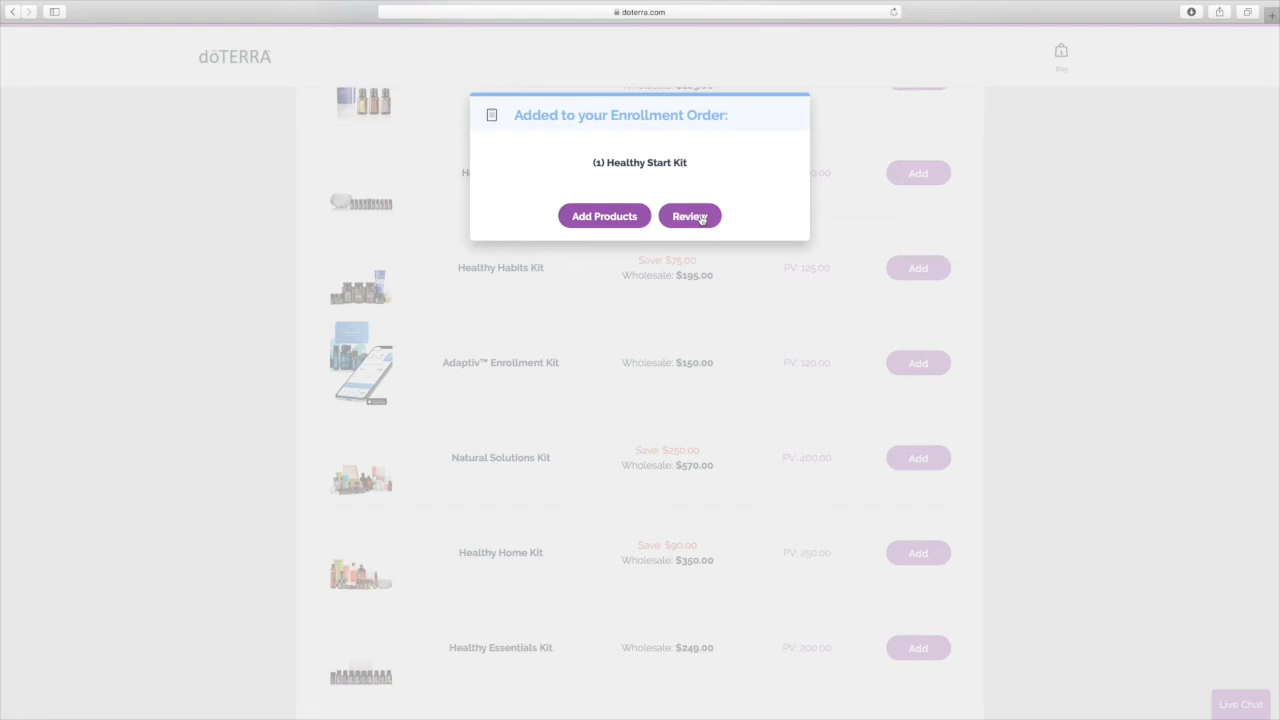 doterra.com
dōTERRA
1
Bag
Added to your Enrollment Order:
(1) Healthy Start Kit
Add Products
Review
Add
Healthy Habits Kit
Save: $75.00
Wholesale: $195.00
PV: 125.00
Add
Adaptiv™ Enrollment Kit
Wholesale: $150.00
PV: 120.00
Add
Natural Solutions Kit
Save: $250.00
Wholesale: $570.00
PV: 400.00
Add
Healthy Home Kit
Save: $90.00
Wholesale: $350.00
PV: 250.00
Add
Healthy Essentials Kit
Wholesale: $249.00
PV: 200.00
Add
Live Chat